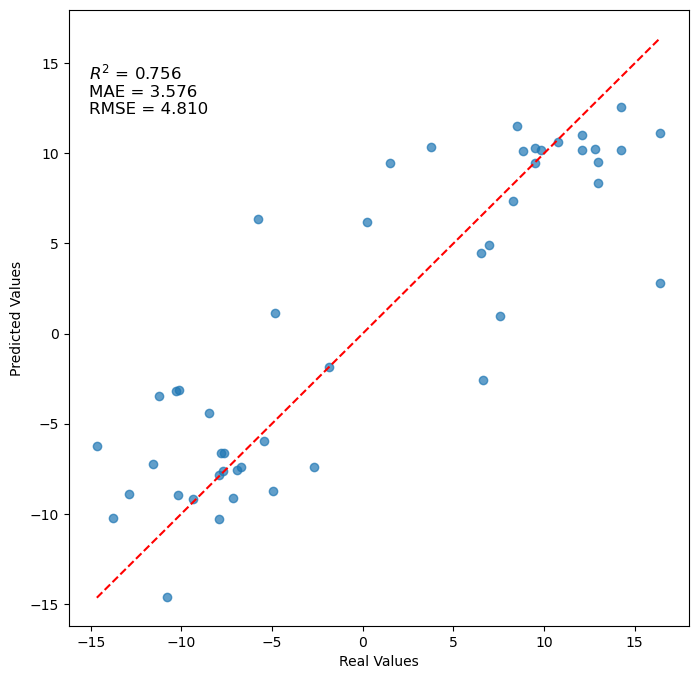 R² = 0.756
MAE = 3.576
RMSE = 4.810
15
10
5
0
−5
−10
−15
Predicted Values
−15 −10 −5 0 5 10 15
Real Values